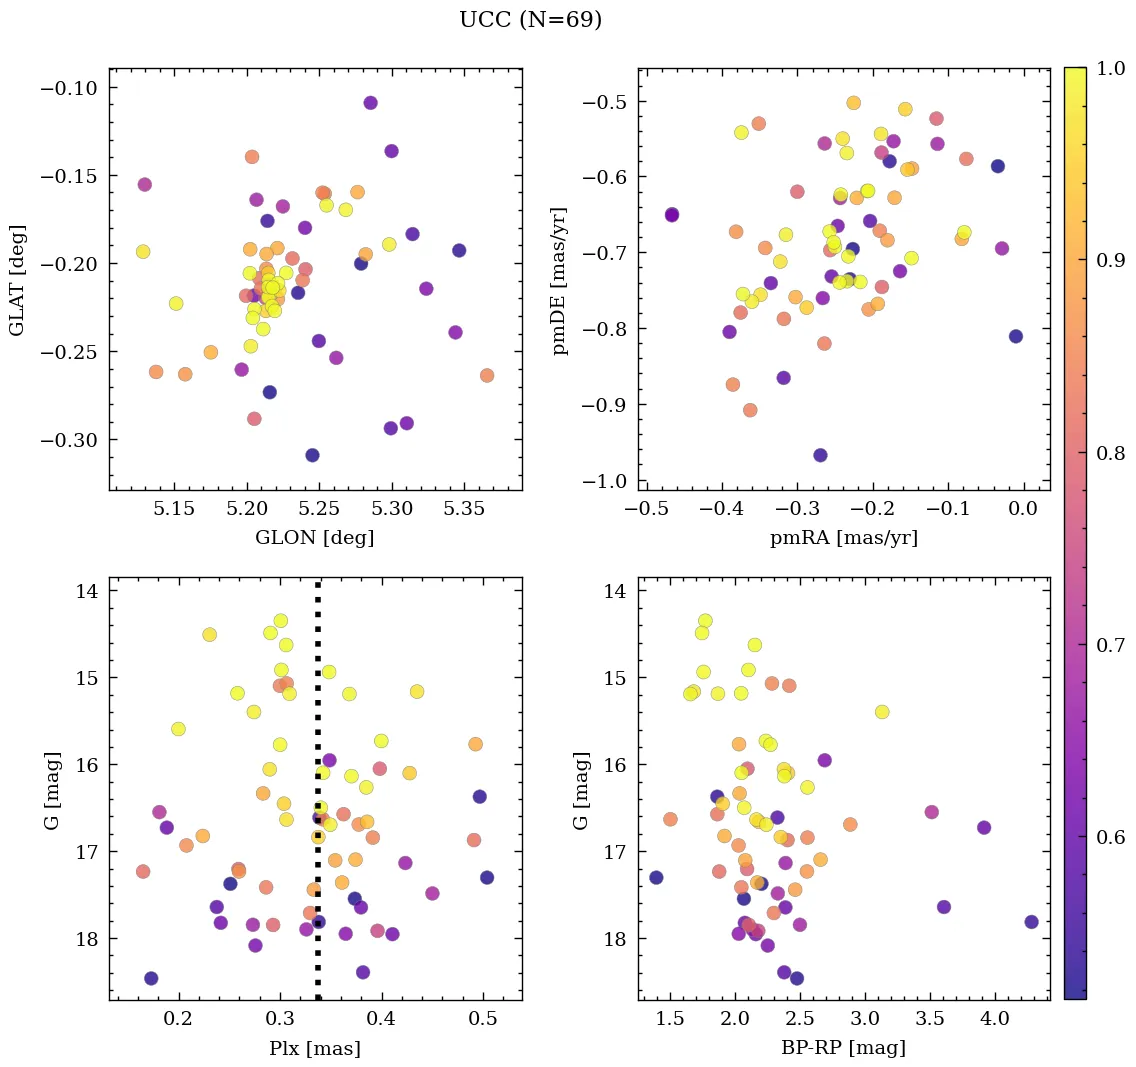 UCC (N=69)
−0.10
−0.15
−0.20
−0.25
−0.30
GLAT [deg]
5.15 5.20 5.25 5.30 5.35
GLON [deg]
−0.5
−0.6
−0.7
−0.8
−0.9
−1.0
pmDE [mas/yr]
−0.5 −0.4 −0.3 −0.2 −0.1 0.0
pmRA [mas/yr]
14
15
16
17
18
G [mag]
0.2 0.3 0.4 0.5
Plx [mas]
14
15
16
17
18
G [mag]
1.5 2.0 2.5 3.0 3.5 4.0
BP-RP [mag]
1.0
0.9
0.8
0.7
0.6